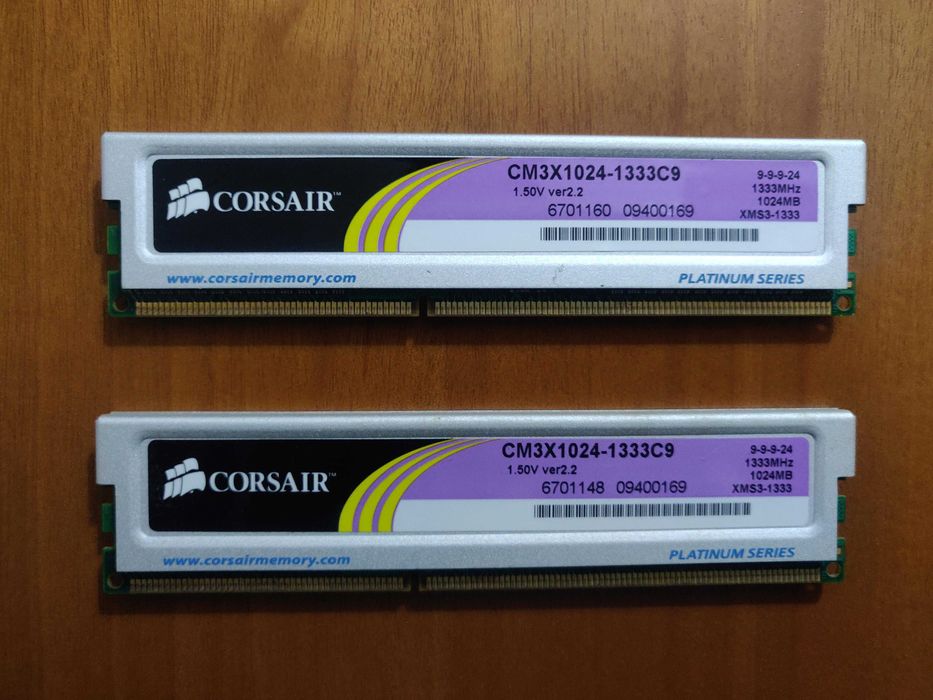 CORSAIR™
CM3X1024-1333C9
1.50V ver2.2
6701160 09400169
9-9-9-24
1333MHz
1024MB
XMS3-1333
www.corsairmemory.com
PLATINUM SERIES
CORSAIR™
CM3X1024-1333C9
1.50V ver2.2
6701148 09400169
9-9-9-24
1333MHz
1024MB
XMS3-1333
www.corsairmemory.com
PLATINUM SERIES